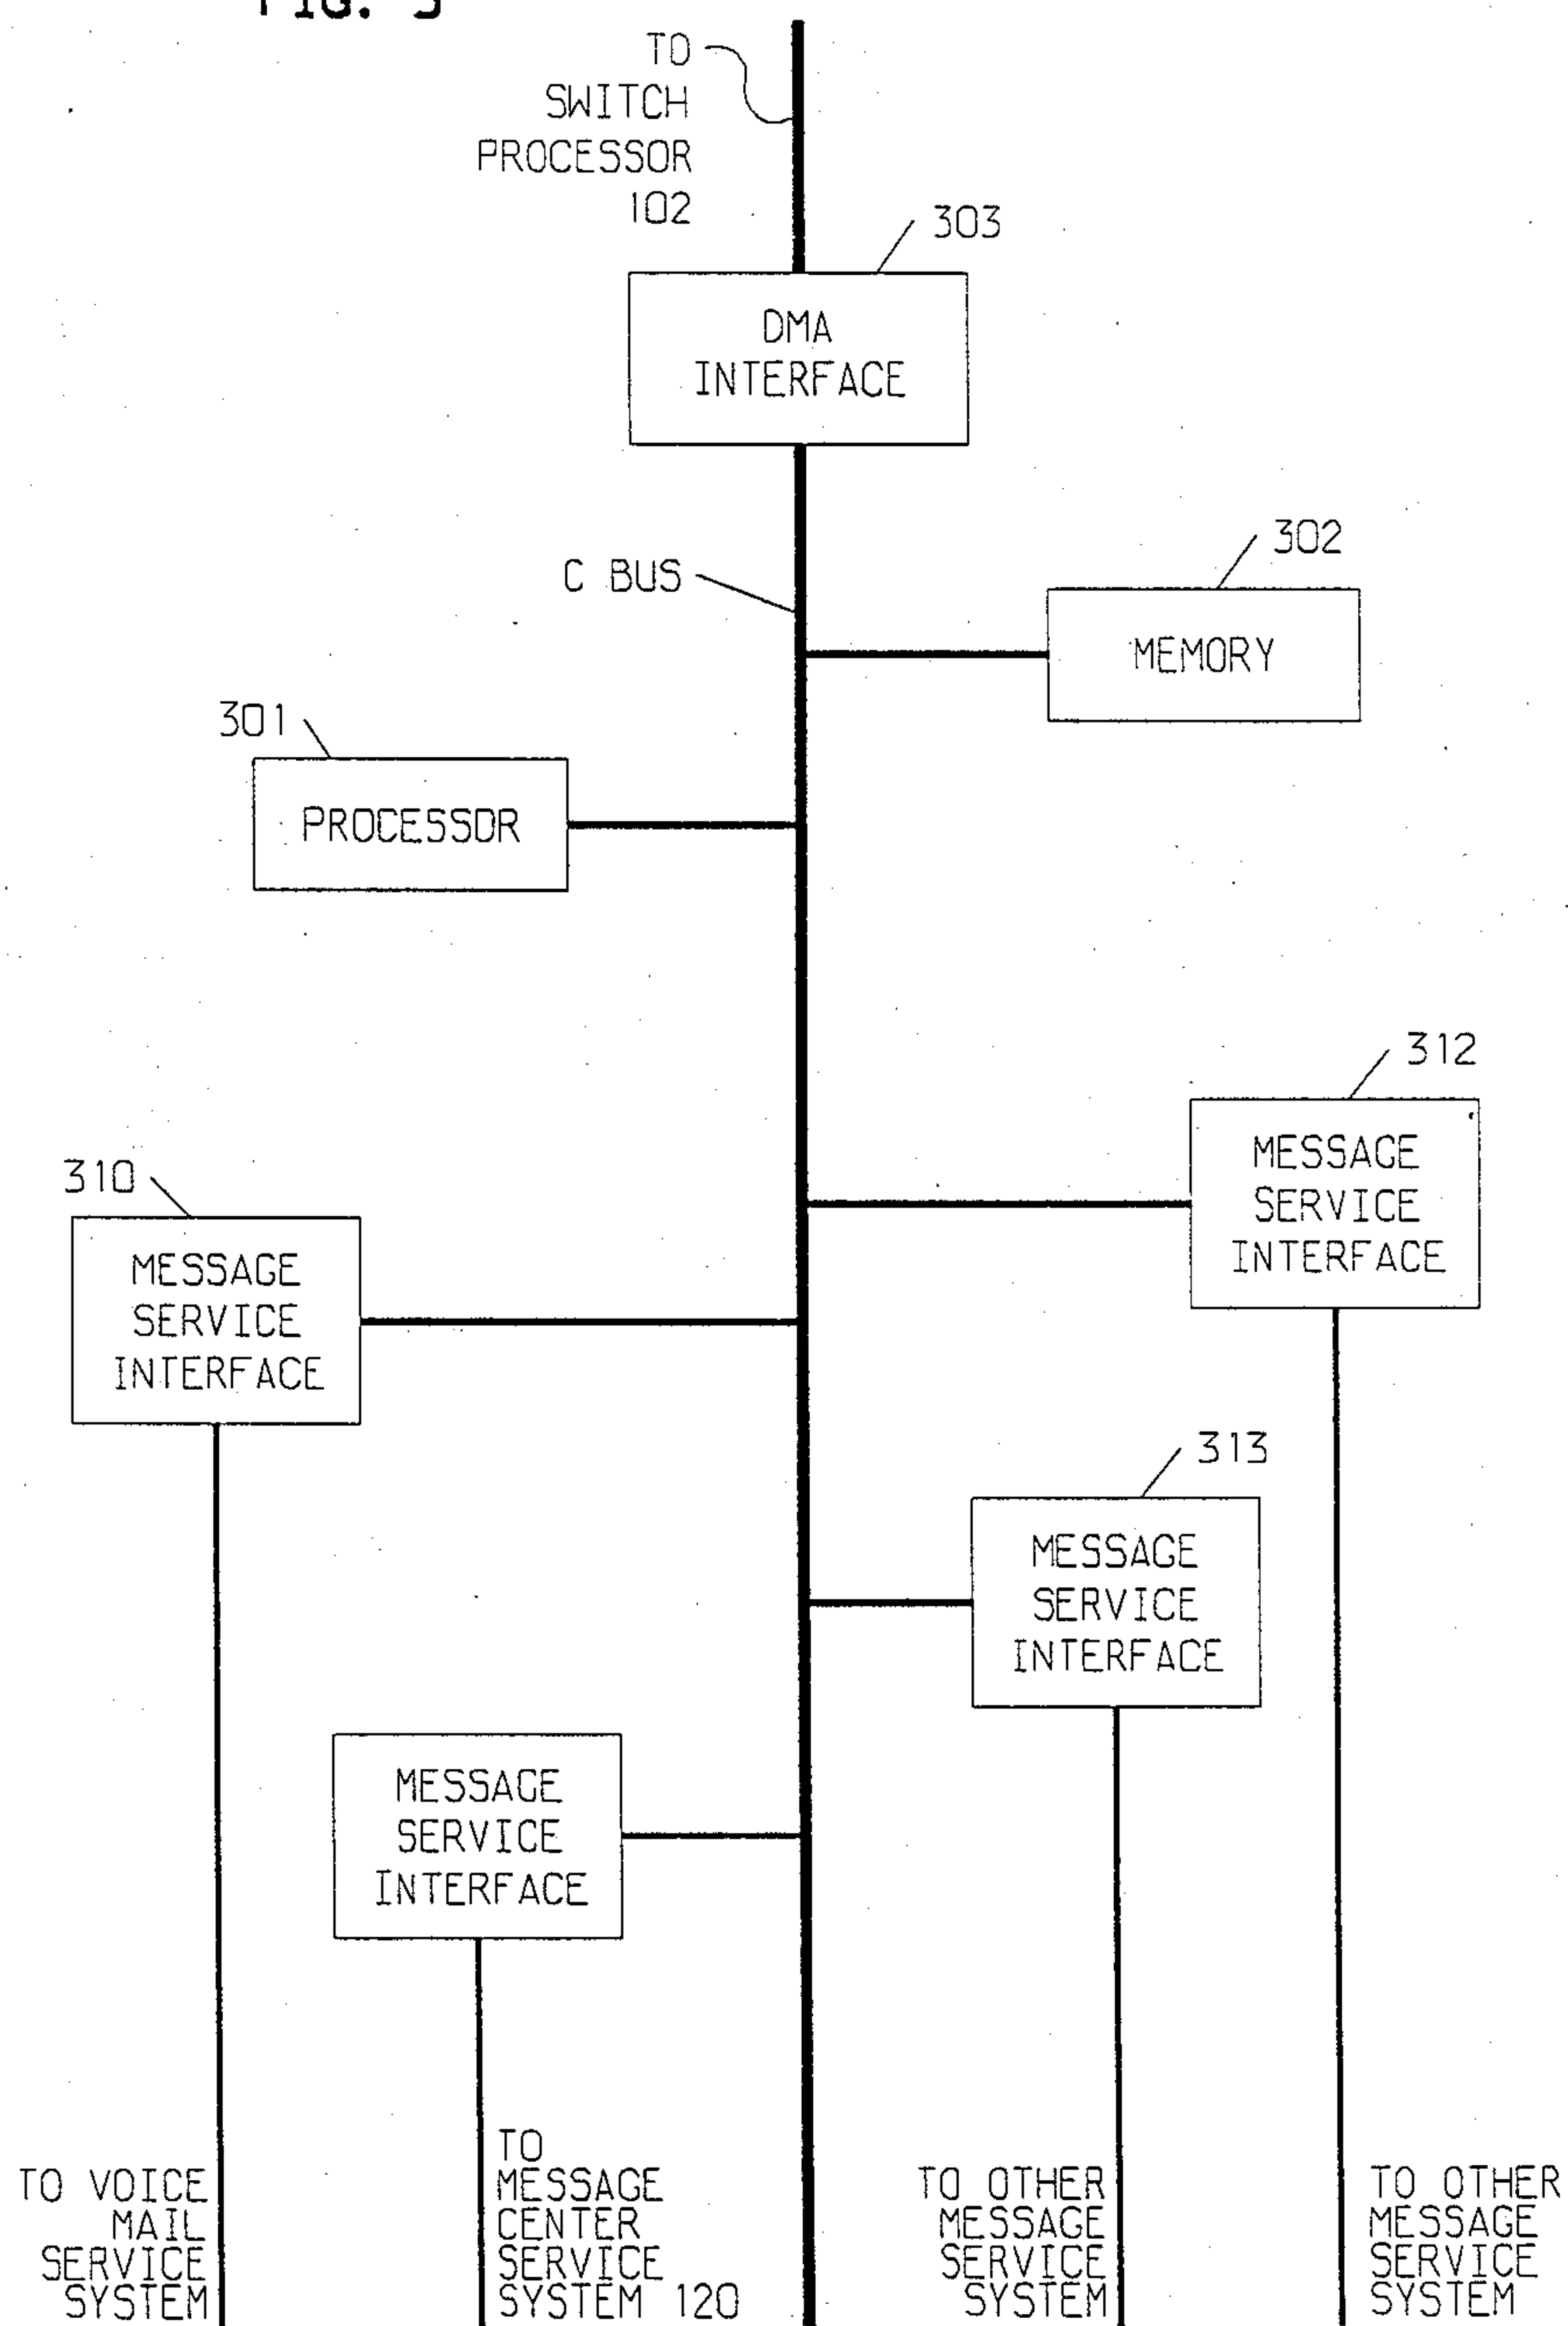 FIG. 3
TO
SWITCH
PROCESSOR
102
303
DMA
INTERFACE
C BUS
302
MEMORY
301
PROCESSOR
312
MESSAGE
SERVICE
INTERFACE
310
MESSAGE
SERVICE
INTERFACE
313
MESSAGE
SERVICE
INTERFACE
MESSAGE
SERVICE
INTERFACE
TO VOICE
MAIL
SERVICE
SYSTEM
TO
MESSAGE
CENTER
SERVICE
SYSTEM 120
TO OTHER
MESSAGE
SERVICE
SYSTEM
TO OTHER
MESSAGE
SERVICE
SYSTEM